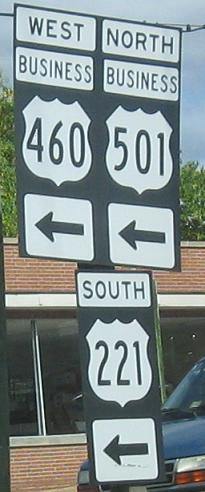 WEST NORTH
BUSINESS BUSINESS
460 501
SOUTH
221